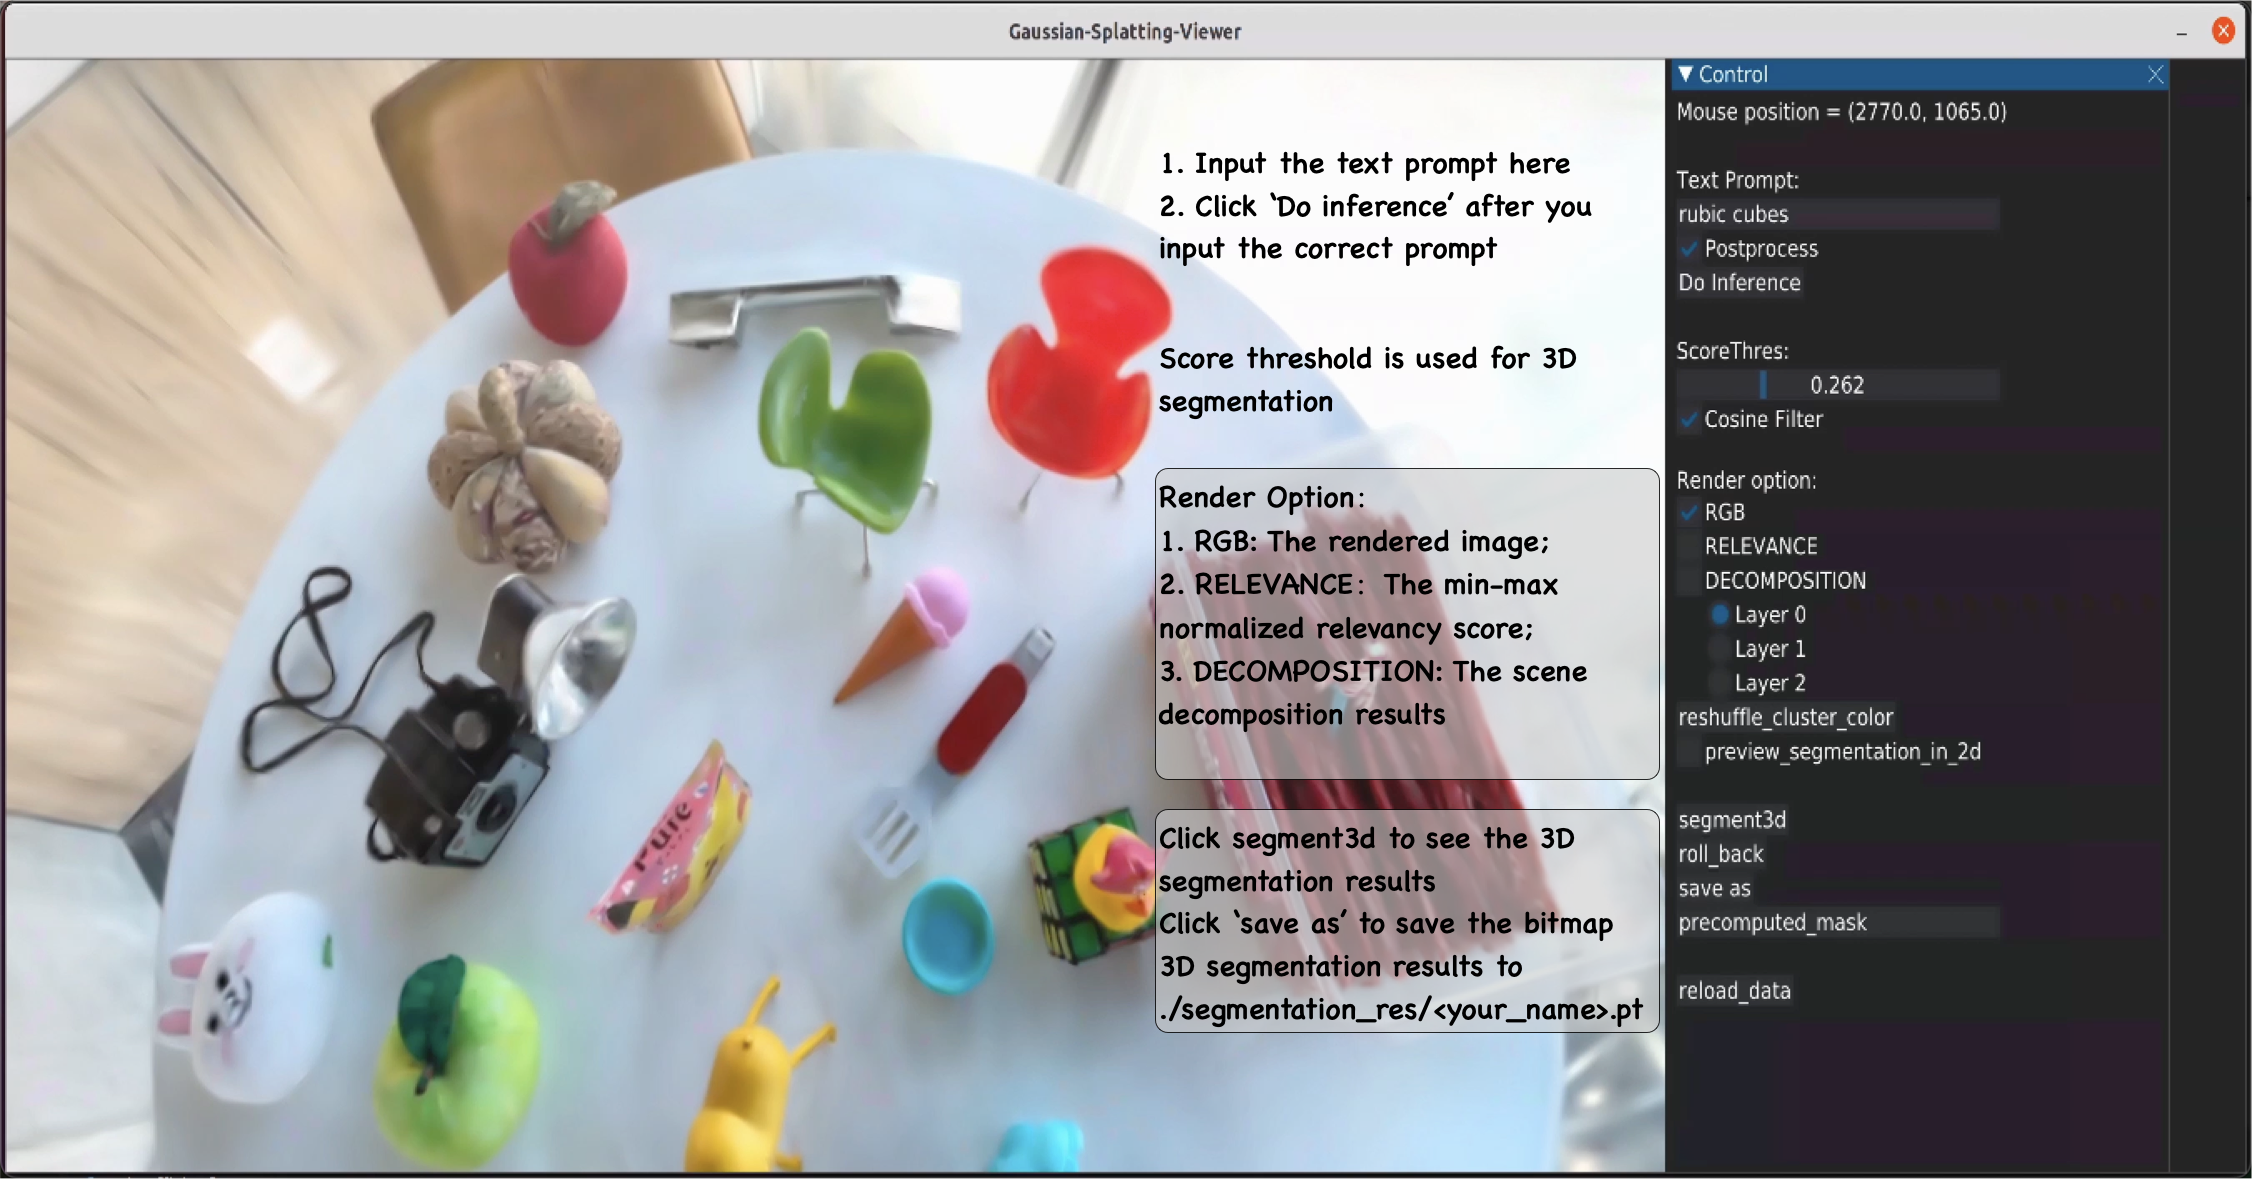 Gaussian-Splatting-Viewer
1. Input the text prompt here
2. Click ‘Do inference’ after you
input the correct prompt
Score threshold is used for 3D
segmentation
Render Option:
1. RGB: The rendered image;
2. RELEVANCE: The min-max
normalized relevancy score;
3. DECOMPOSITION: The scene
decomposition results
Click segment3d to see the 3D
segmentation results
Click ‘save as’ to save the bitmap
3D segmentation results to
./segmentation_res/<your_name>.pt
Control
Mouse position = (2770.0, 1065.0)
Text Prompt:
rubic cubes
Postprocess
Do Inference
ScoreThres:
0.262
Cosine Filter
Render option:
RGB
RELEVANCE
DECOMPOSITION
Layer 0
Layer 1
Layer 2
reshuffle_cluster_color
preview_segmentation_in_2d
segment3d
roll_back
save as
precomputed_mask
reload_data